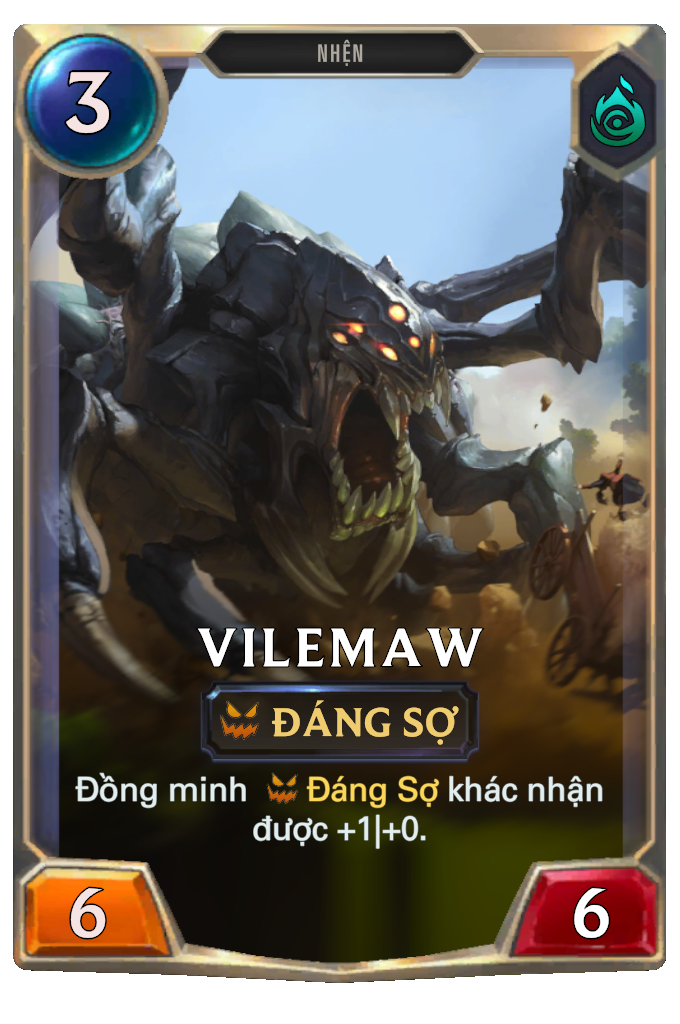 3
NHỆN
VILEMAW
ĐÁNG SỢ
Đồng minh Đáng Sợ khác nhận
được +1|+0.
6
6